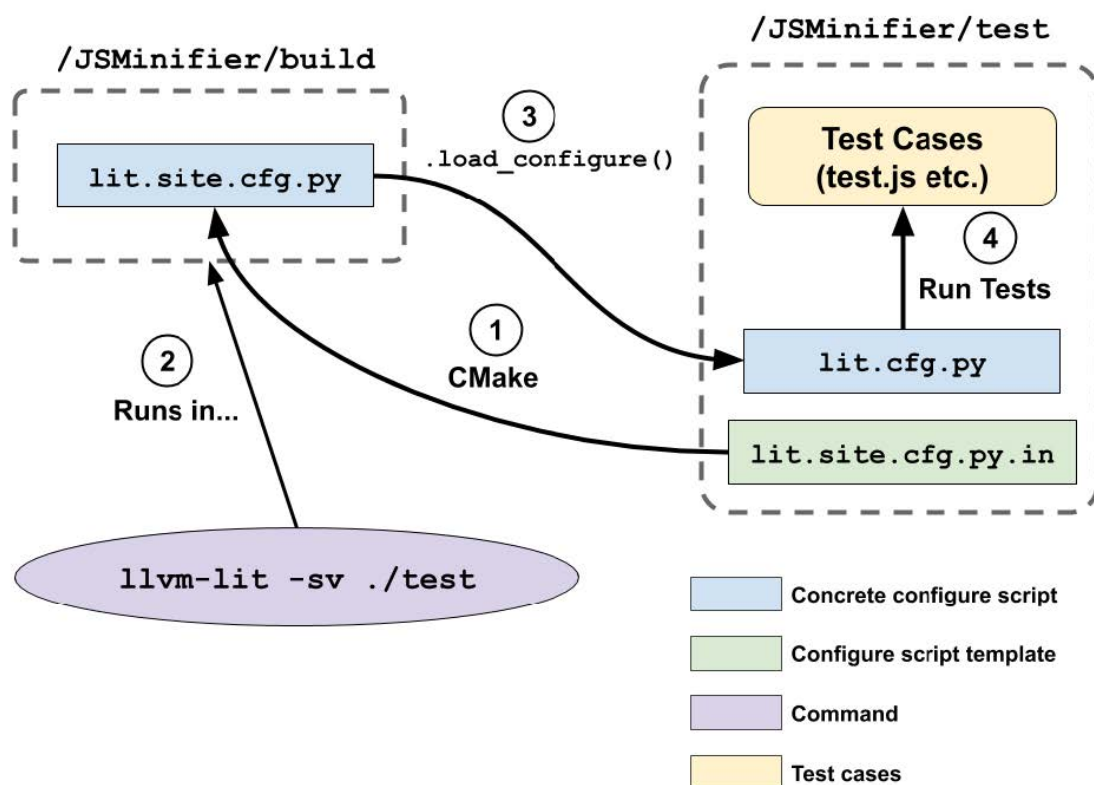 /JSMinifier/build
lit.site.cfg.py
3
.load_configure()
/JSMinifier/test
Test Cases
(test.js etc.)
4
Run Tests
lit.cfg.py
lit.site.cfg.py.in
1
CMake
2
Runs in...
llvm-lit -sv ./test
Concrete configure script
Configure script template
Command
Test cases